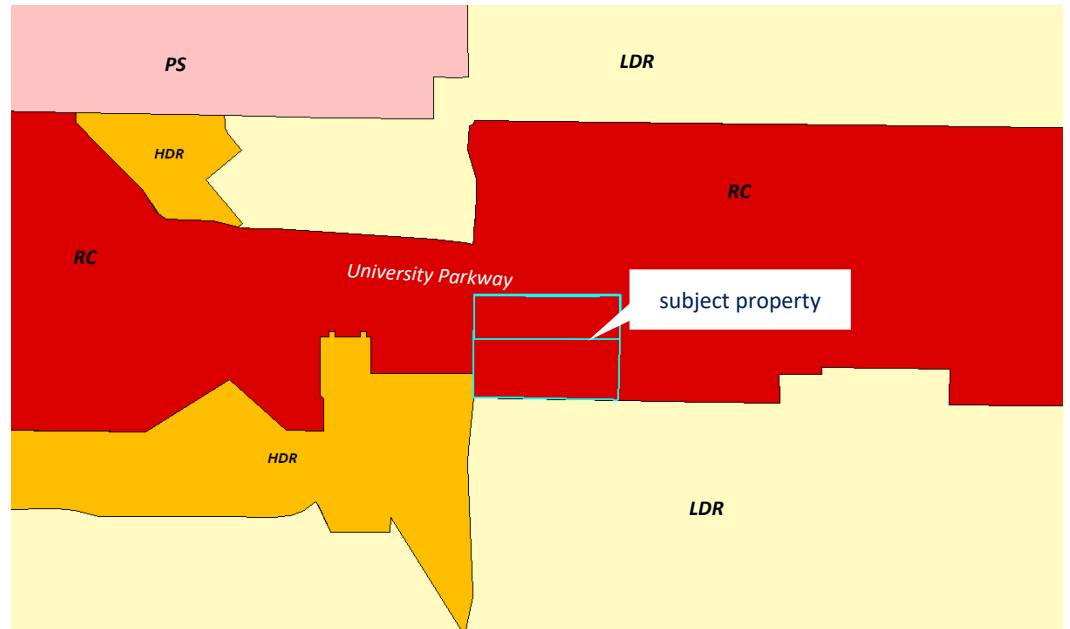 PS
LDR
HDR
RC
RC
University Parkway
subject property
HDR
LDR